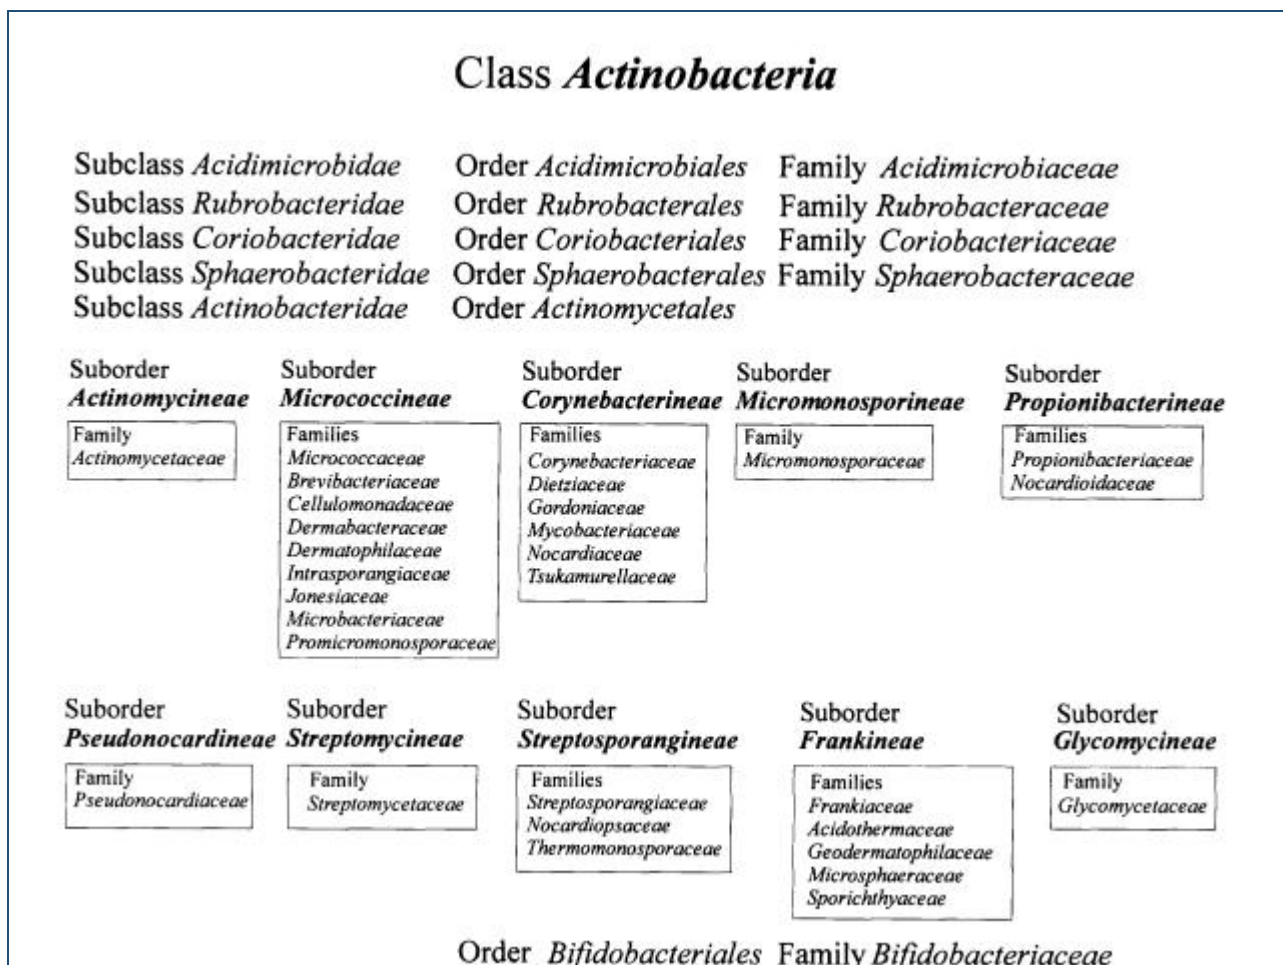 Class Actinobacteria
Subclass Acidimicrobidae Order Acidimicrobiales Family Acidimicrobiaceae
Subclass Rubrobacteridae Order Rubrobacterales Family Rubrobacteraceae
Subclass Coriobacteridae Order Coriobacteriales Family Coriobacteriaceae
Subclass Sphaerobacteridae Order Sphaerobacterales Family Sphaerobacteraceae
Subclass Actinobacteridae Order Actinomycetales
Suborder
Actinomycineae
Family
Actinomycetaceae
Suborder
Micrococcineae
Families
Micrococcaceae
Brevibacteriaceae
Cellulomonadaceae
Dermabacteraceae
Dermatophilaceae
Intrasporangiaceae
Jonesiaceae
Microbacteriaceae
Promicromonosporaceae
Suborder
Corynebacterineae
Families
Corynebacteriaceae
Dietziaceae
Gordoniaceae
Mycobacteriaceae
Nocardiaceae
Tsukamurellaceae
Suborder
Micromonosporineae
Family
Micromonosporaceae
Suborder
Propionibacterineae
Families
Propionibacteriaceae
Nocardioidaceae
Suborder
Pseudonocardineae
Family
Pseudonocardiaceae
Suborder
Streptomycineae
Family
Streptomycetaceae
Suborder
Streptosporangineae
Families
Streptosporangiaceae
Nocardiopsaceae
Thermomonosporaceae
Suborder
Frankineae
Families
Frankiaceae
Acidothermaceae
Geodermatophilaceae
Microsphaeraceae
Sporichthyaceae
Suborder
Glycomycineae
Family
Glycomycetaceae
Order Bifidobacteriales Family Bifidobacteriaceae